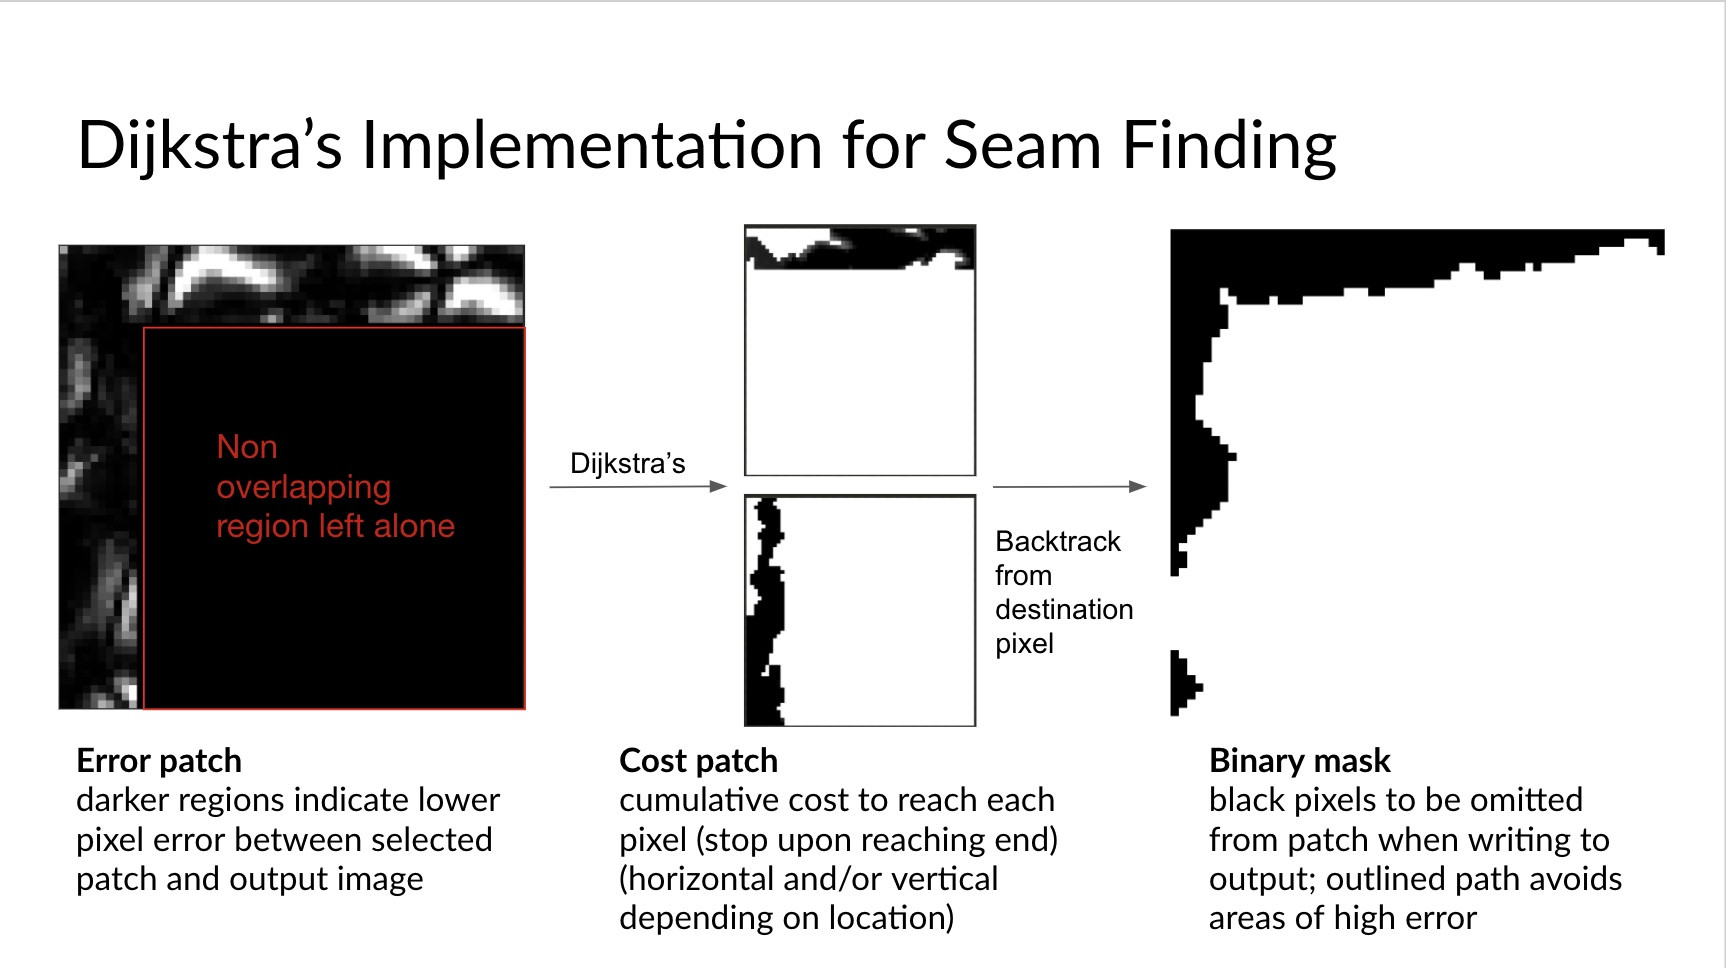 Dijkstra’s Implementation for Seam Finding
Non
overlapping
region left alone
Dijkstra’s
Backtrack
from
destination
pixel
Error patch
darker regions indicate lower
pixel error between selected
patch and output image
Cost patch
cumulative cost to reach each
pixel (stop upon reaching end)
(horizontal and/or vertical
depending on location)
Binary mask
black pixels to be omitted
from patch when writing to
output; outlined path avoids
areas of high error